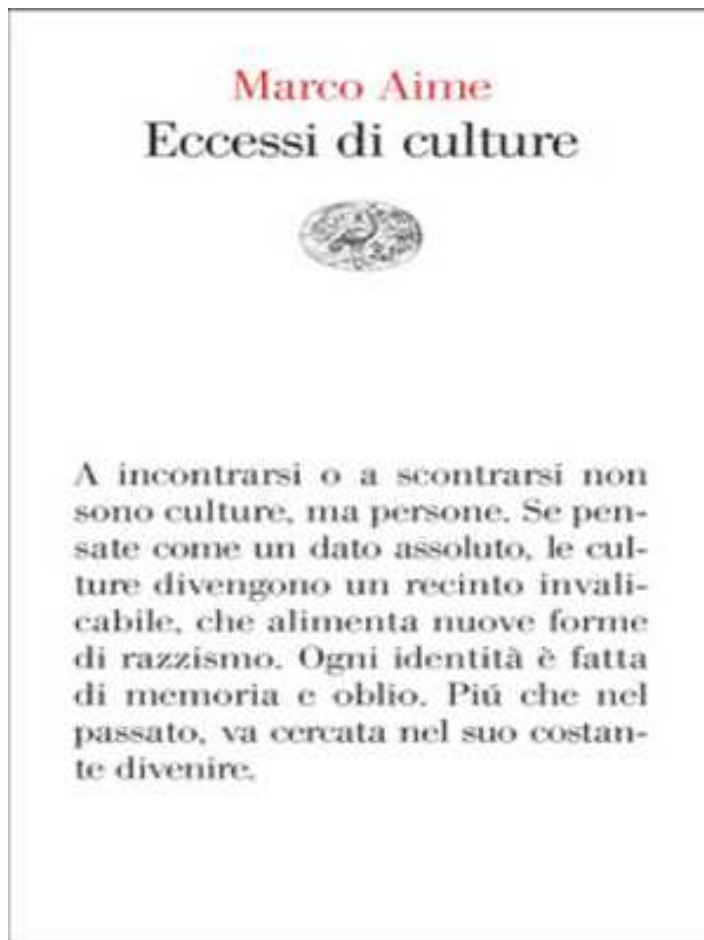 Marco Aime
Eccessi di culture
A incontrarsi o a scontrarsi non
sono culture, ma persone. Se pen-
sate come un dato assoluto, le cul-
ture divengono un recinto invali-
cabile, che alimenta nuove forme
di razzismo. Ogni identità è fatta
di memoria e oblio. Piú che nel
passato, va cercata nel suo costan-
te divenire.